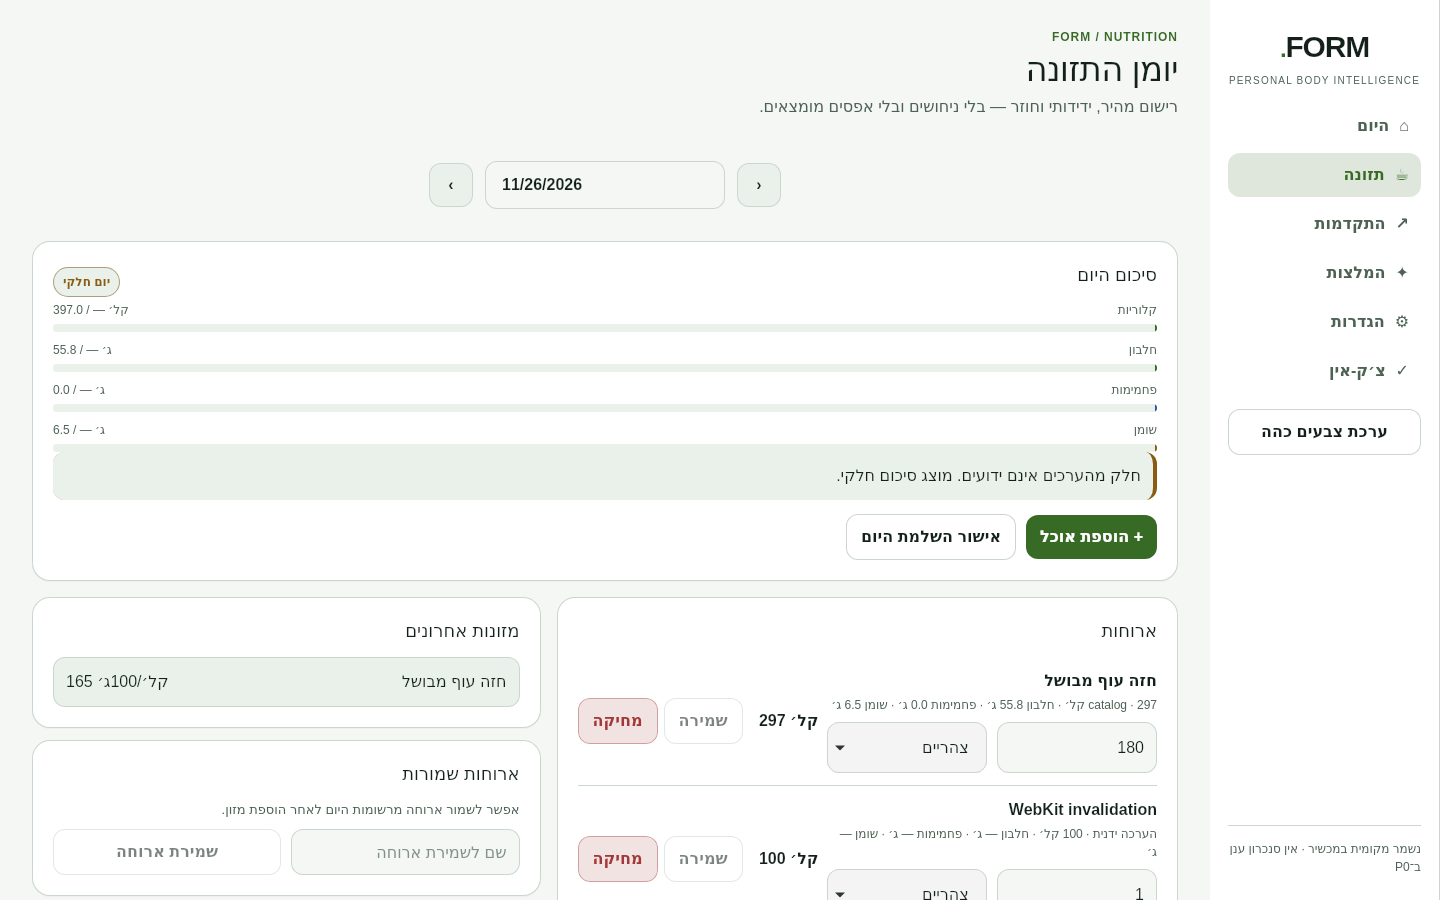 FORM.
PERSONAL BODY INTELLIGENCE
היום
תזונה
התקדמות
המלצות
הגדרות
צ׳ק-אין
ערכת צבעים כהה
נשמר מקומית במכשיר · אין סנכרון ענן
ב־P0
FORM / NUTRITION
יומן התזונה
רישום מהיר, ידידותי וחוזר — בלי ניחושים ובלי אפסים מומצאים.
11/26/2026
סיכום היום
יום חלקי
קלוריות
397.0 / — קל׳
חלבון
55.8 / — ג׳
פחמימות
0.0 / — ג׳
שומן
6.5 / — ג׳
חלק מהערכים אינם ידועים. מוצג סיכום חלקי.
+ הוספת אוכל
אישור השלמת היום
ארוחות
חזה עוף מבושל
catalog · 297 קל׳ · חלבון 55.8 ג׳ · פחמימות 0.0 ג׳ · שומן 6.5 ג׳
180
צהריים
297 קל׳
שמירה
מחיקה
WebKit invalidation
הערכה ידנית · 100 קל׳ · חלבון — ג׳ · פחמימות — ג׳ · שומן —
ג׳
1
צהריים
100 קל׳
שמירה
מחיקה
מזונות אחרונים
חזה עוף מבושל
165 קל׳/100ג׳
ארוחות שמורות
אפשר לשמור ארוחה מרשומות היום לאחר הוספת מזון.
שם לשמירת ארוחה
שמירת ארוחה